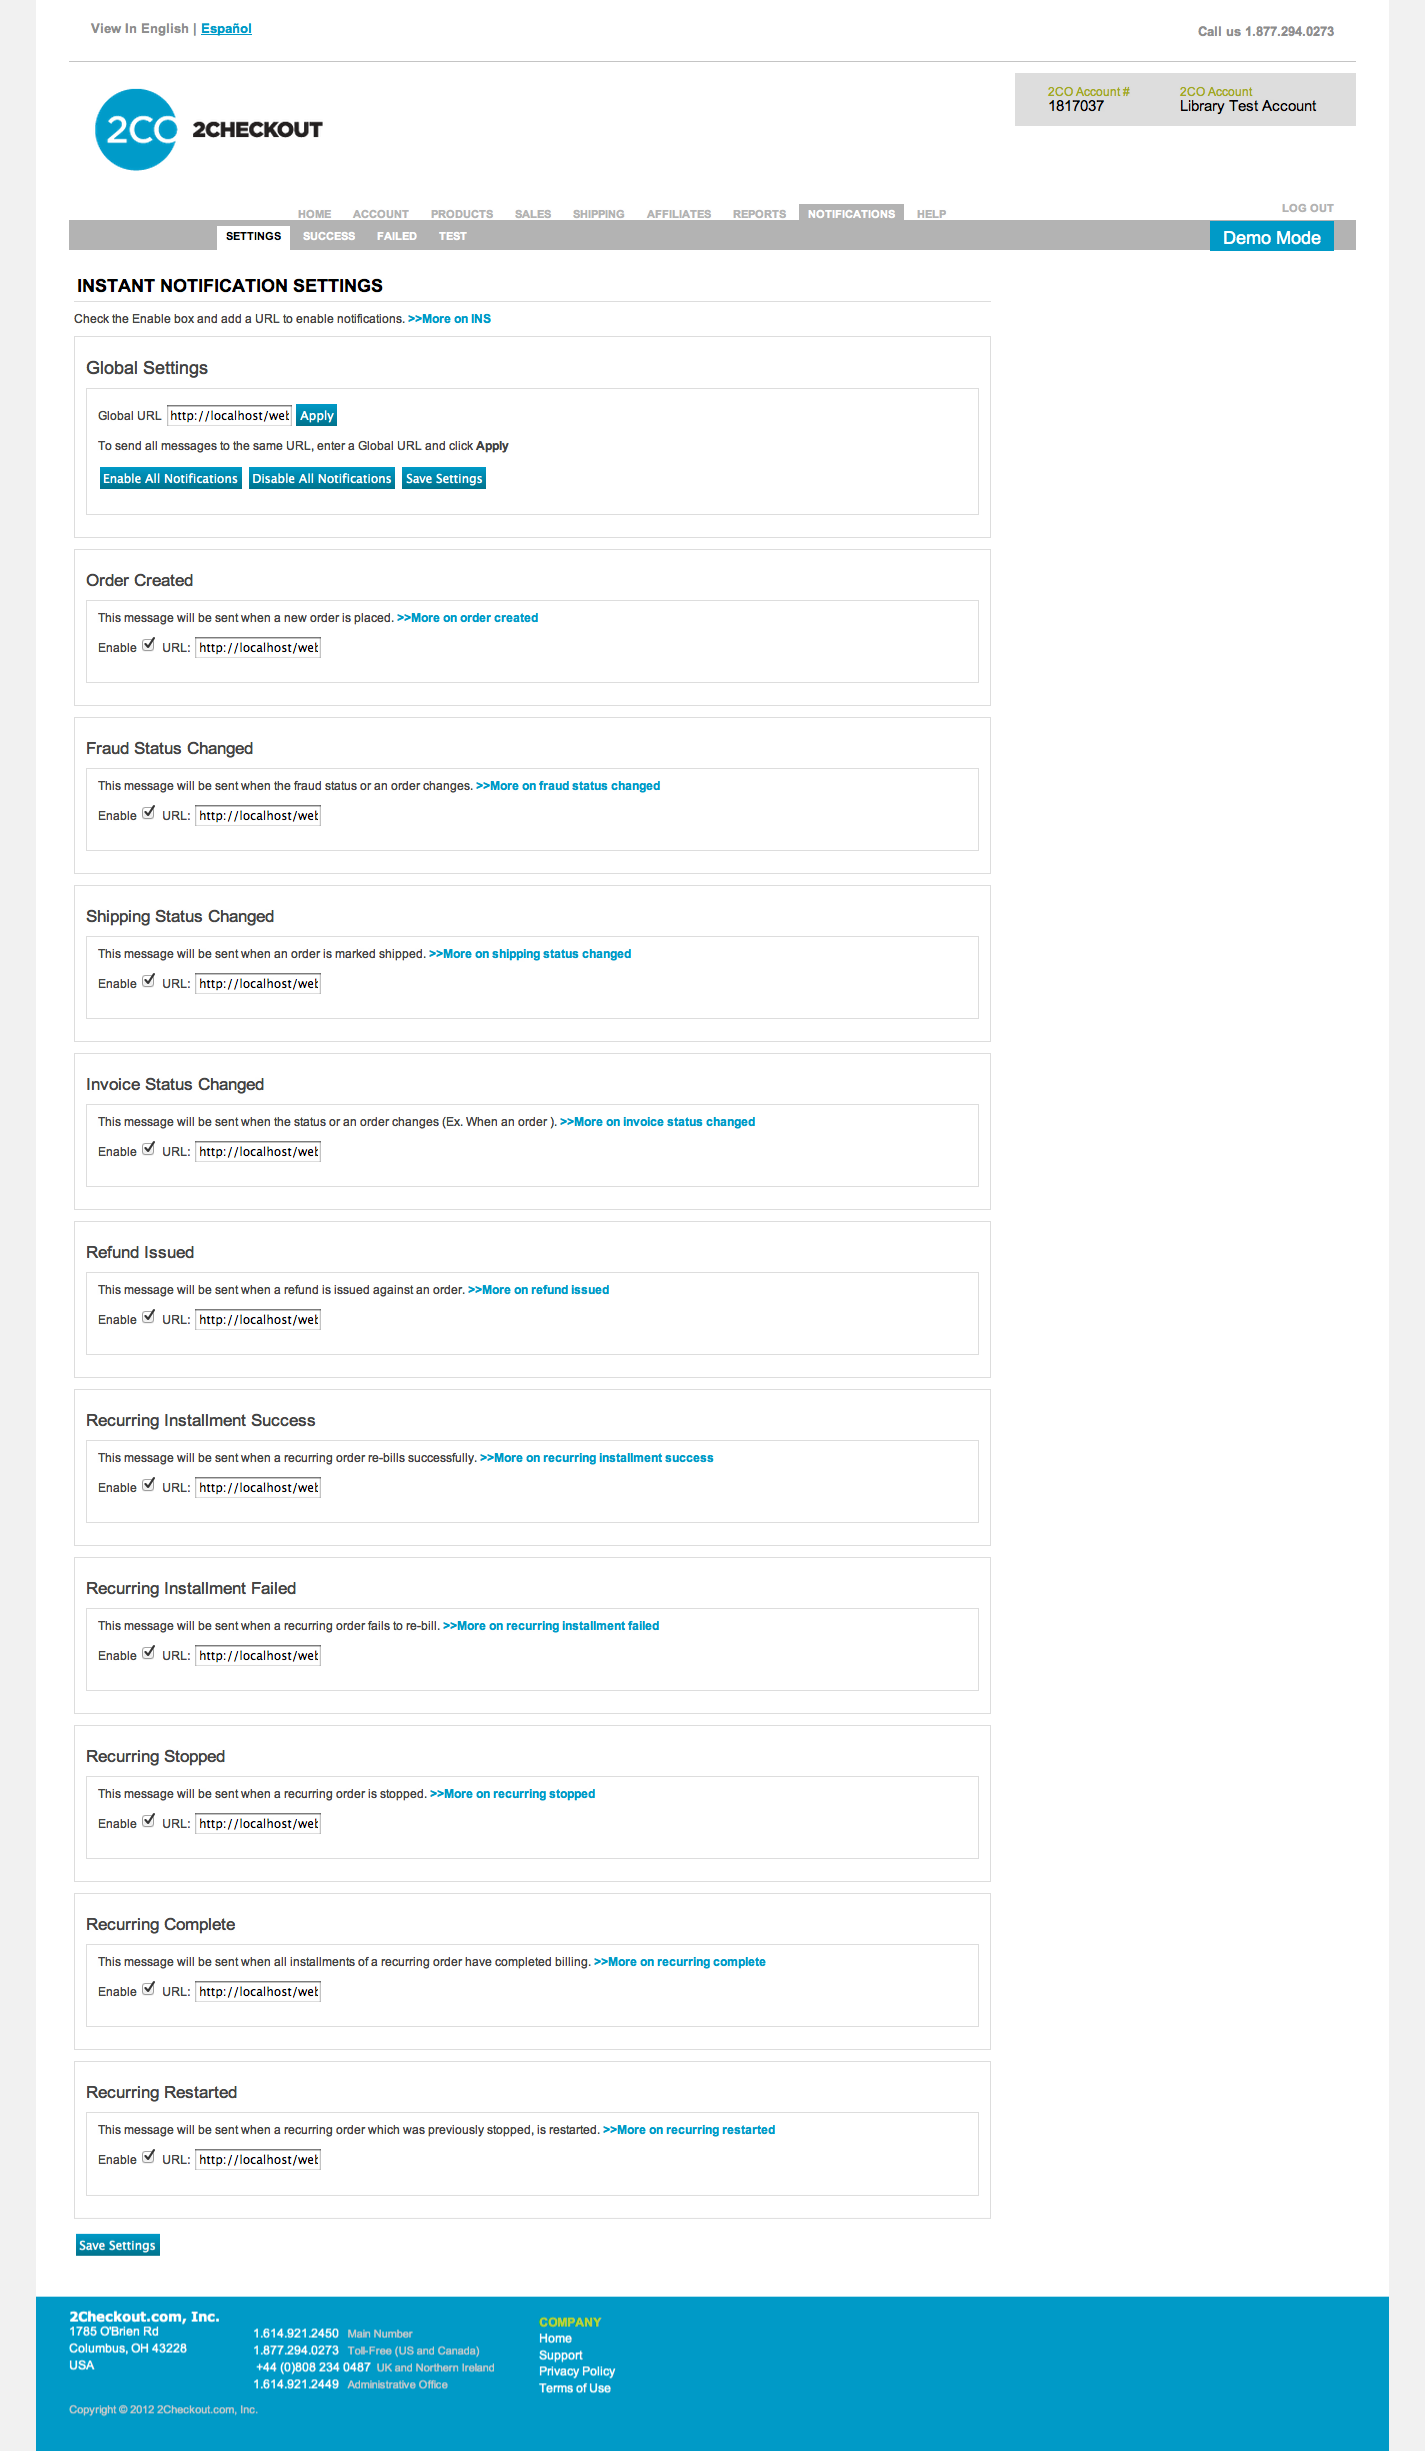 View In English | Español
Call us 1.877.294.0273
2CO 2CHECKOUT
2CO Account # 2CO Account
1817037 Library Test Account
HOME ACCOUNT PRODUCTS SALES SHIPPING AFFILIATES REPORTS NOTIFICATIONS HELP LOG OUT
SETTINGS SUCCESS FAILED TEST Demo Mode
INSTANT NOTIFICATION SETTINGS
Check the Enable box and add a URL to enable notifications. >>More on INS
Global Settings
Global URL http://localhost/web Apply
To send all messages to the same URL, enter a Global URL and click Apply
Enable All Notifications Disable All Notifications Save Settings
Order Created
This message will be sent when a new order is placed. >>More on order created
Enable URL: http://localhost/web
Fraud Status Changed
This message will be sent when the fraud status or an order changes. >>More on fraud status changed
Enable URL: http://localhost/web
Shipping Status Changed
This message will be sent when an order is marked shipped. >>More on shipping status changed
Enable URL: http://localhost/web
Invoice Status Changed
This message will be sent when the status or an order changes (Ex. When an order ). >>More on invoice status changed
Enable URL: http://localhost/web
Refund Issued
This message will be sent when a refund is issued against an order. >>More on refund issued
Enable URL: http://localhost/web
Recurring Installment Success
This message will be sent when a recurring order re-bills successfully. >>More on recurring installment success
Enable URL: http://localhost/web
Recurring Installment Failed
This message will be sent when a recurring order fails to re-bill. >>More on recurring installment failed
Enable URL: http://localhost/web
Recurring Stopped
This message will be sent when a recurring order is stopped. >>More on recurring stopped
Enable URL: http://localhost/web
Recurring Complete
This message will be sent when all installments of a recurring order have completed billing. >>More on recurring complete
Enable URL: http://localhost/web
Recurring Restarted
This message will be sent when a recurring order which was previously stopped, is restarted. >>More on recurring restarted
Enable URL: http://localhost/web
Save Settings
2Checkout.com, Inc.
1785 O'Brien Rd
Columbus, OH 43228
USA
1.614.921.2450 Main Number
1.877.294.0273 Toll-Free (US and Canada)
+44 (0)808 234 0487 UK and Northern Ireland
1.614.921.2449 Administrative Office
COMPANY
Home
Support
Privacy Policy
Terms of Use
Copyright © 2012 2Checkout.com, Inc.